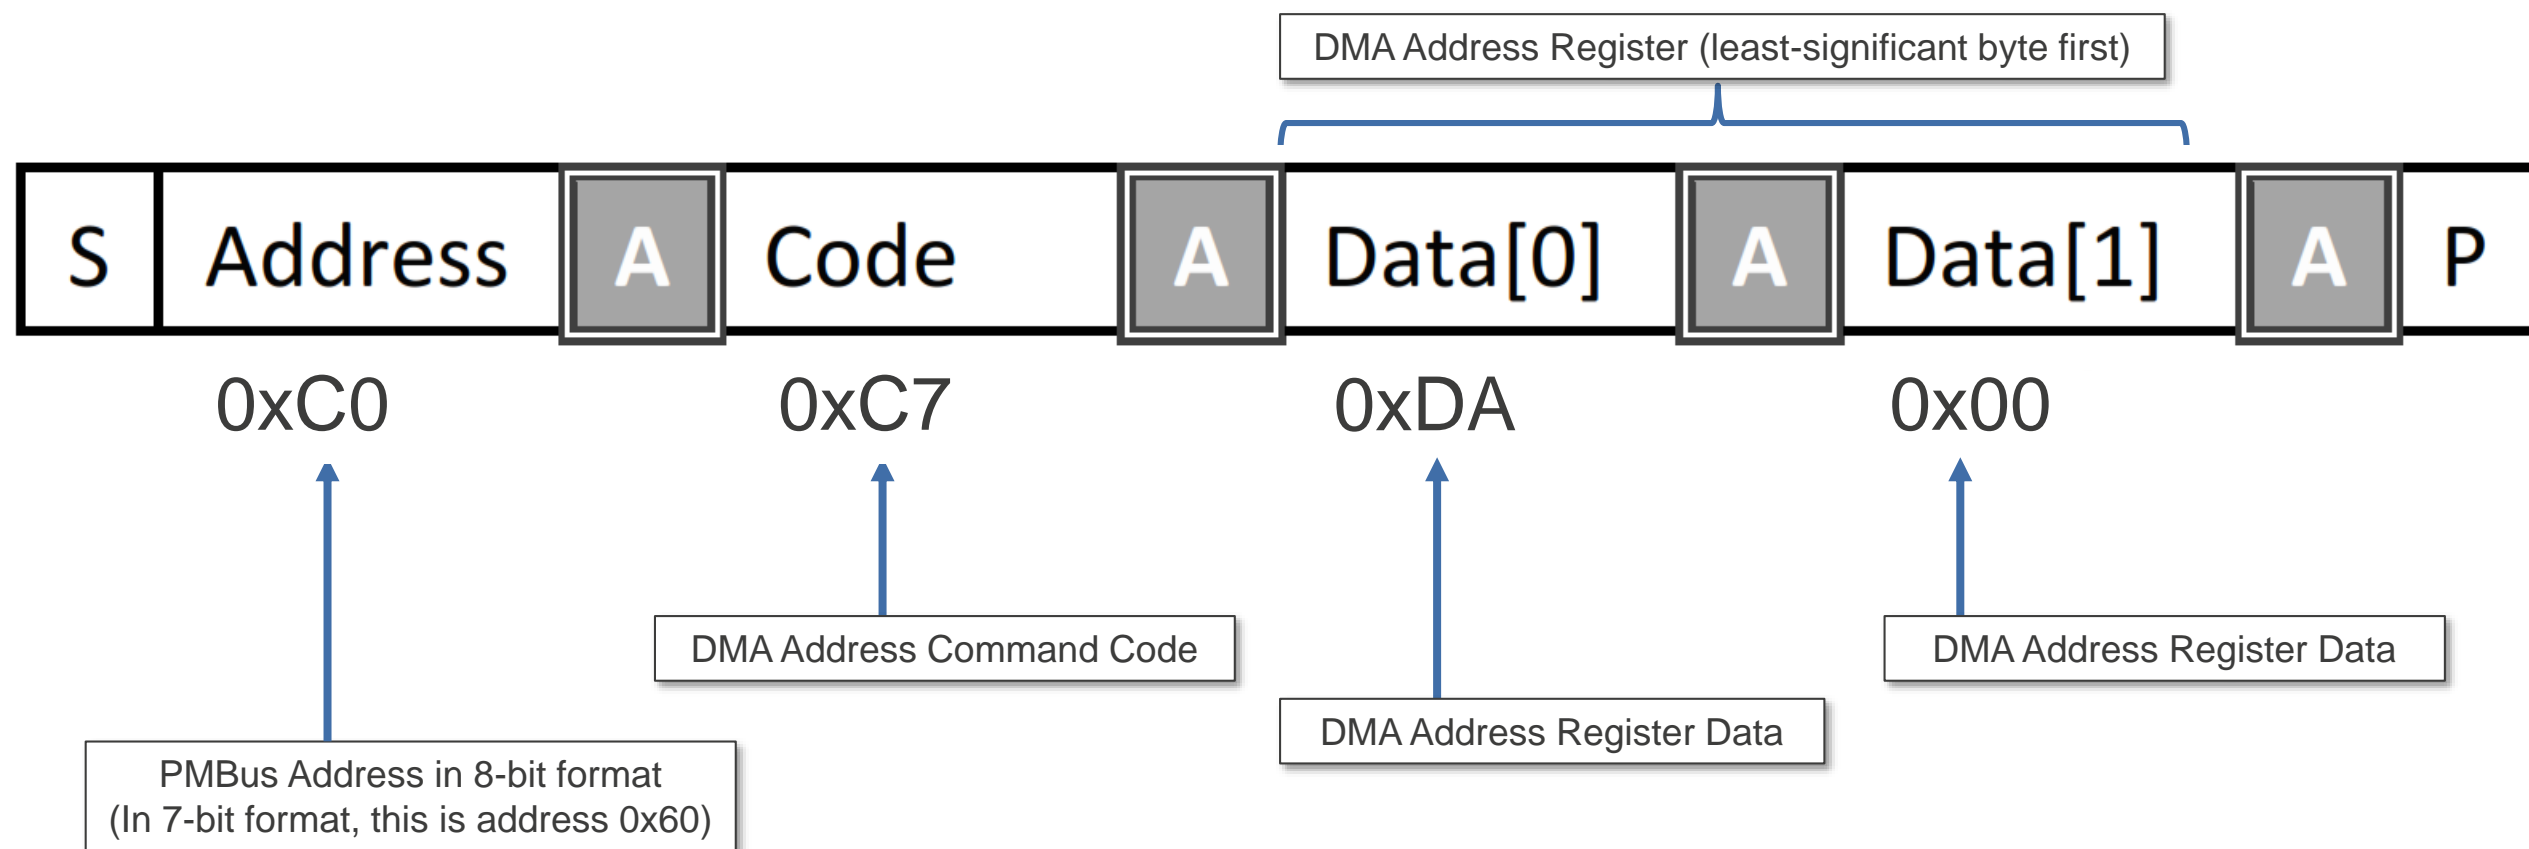 DMA Address Register (least-significant byte first)
S Address A Code A Data[0] A Data[1] A P
0xC0 0xC7 0xDA 0x00
DMA Address Command Code
DMA Address Register Data
DMA Address Register Data
PMBus Address in 8-bit format
(In 7-bit format, this is address 0x60)